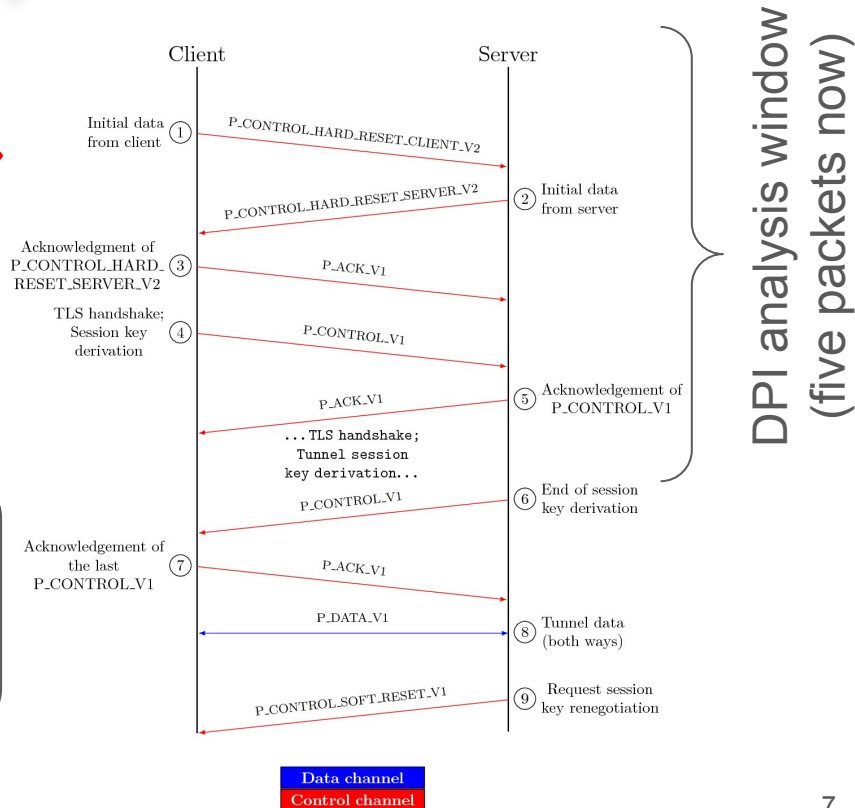 Client
Server
Initial data
from client
1
P_CONTROL_HARD_RESET_CLIENT_V2
P_CONTROL_HARD_RESET_SERVER_V2
2
Initial data
from server
Acknowledgment of
P_CONTROL_HARD_
RESET_SERVER_V2
3
P_ACK_V1
TLS handshake;
Session key
derivation
4
P_CONTROL_V1
P_ACK_V1
5
Acknowledgement of
P_CONTROL_V1
...TLS handshake;
Tunnel session
key derivation...
P_CONTROL_V1
6
End of session
key derivation
Acknowledgement of
the last
P_CONTROL_V1
7
P_ACK_V1
P_DATA_V1
8
Tunnel data
(both ways)
P_CONTROL_SOFT_RESET_V1
9
Request session
key renegotiation
Data channel
Control channel
DPI analysis window
(five packets now)
7